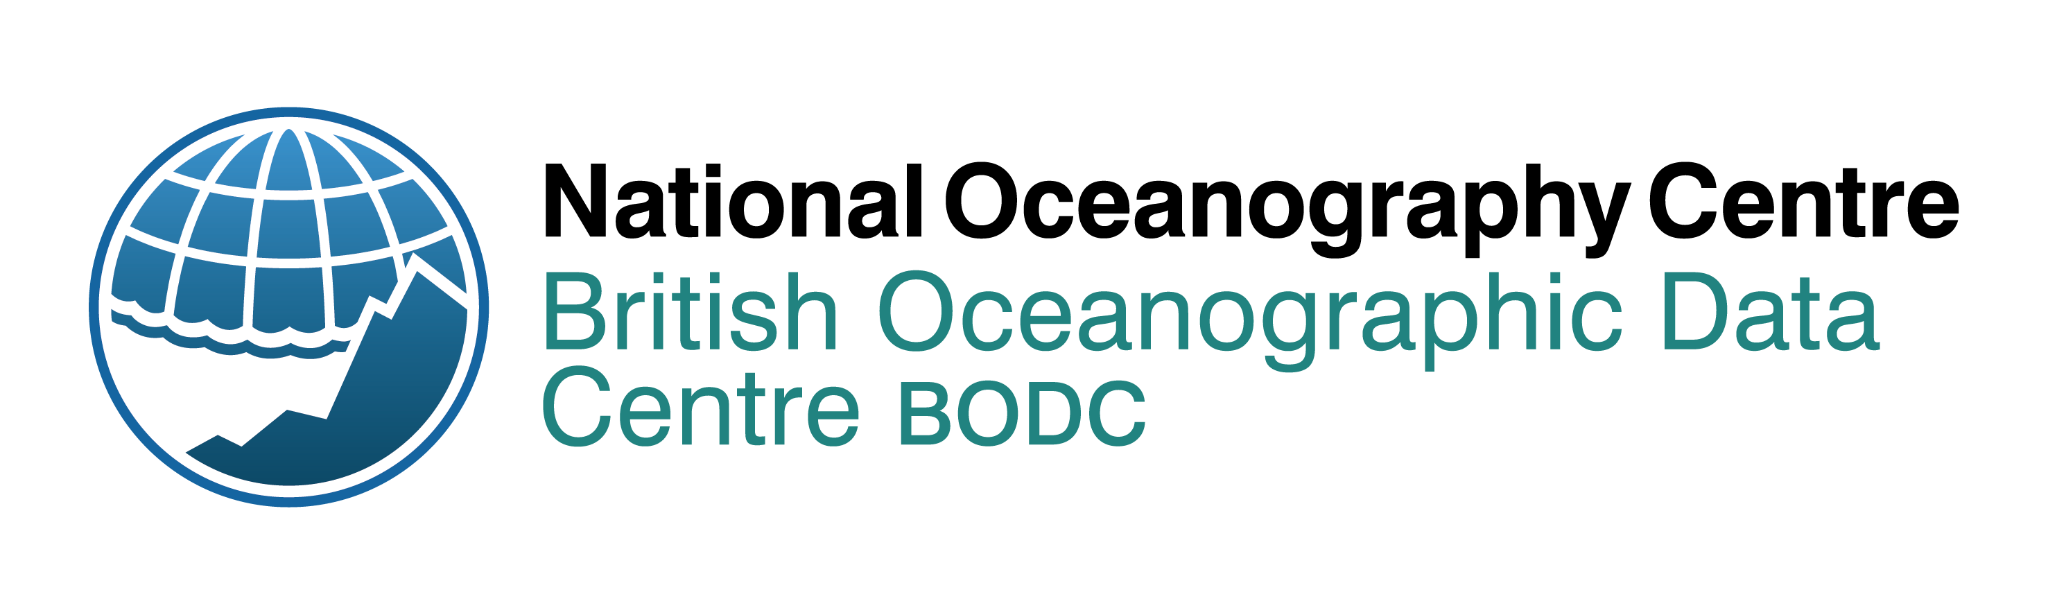 National Oceanography Centre
British Oceanographic Data
Centre BODC